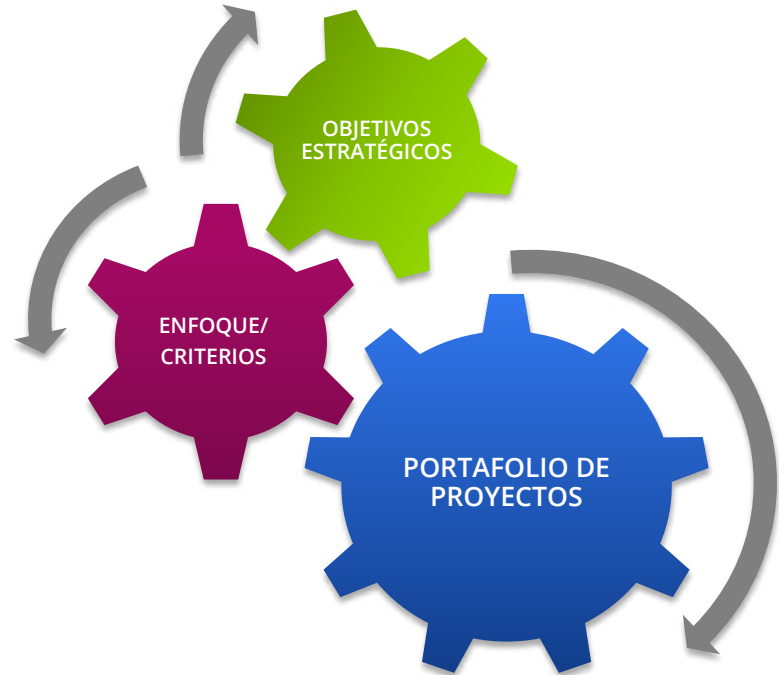 OBJETIVOS
ESTRATÉGICOS
ENFOQUE/
CRITERIOS
PORTAFOLIO DE
PROYECTOS